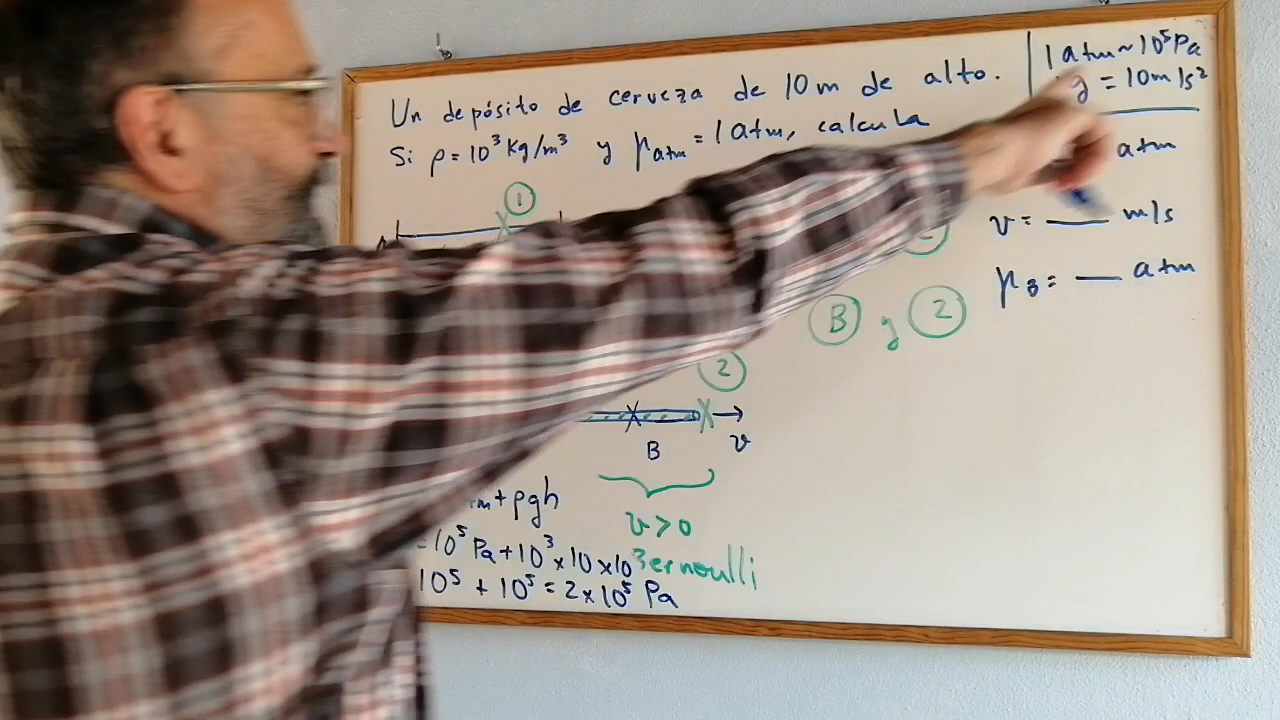 Un depósito de cerveza de 10 m de alto.
Si ρ = 10³ Kg/m³ y p_atm = 1 atm, calcula
1 atm ~ 10⁵ Pa
g = 10 m/s²
atm
v = ___ m/s
p_B = ___ atm
1
B y 2
2
B
v
v > 0
Bernoulli
+ ρgh
= 10⁵ Pa + 10³ × 10 × 10
10⁵ + 10⁵ = 2 × 10⁵ Pa